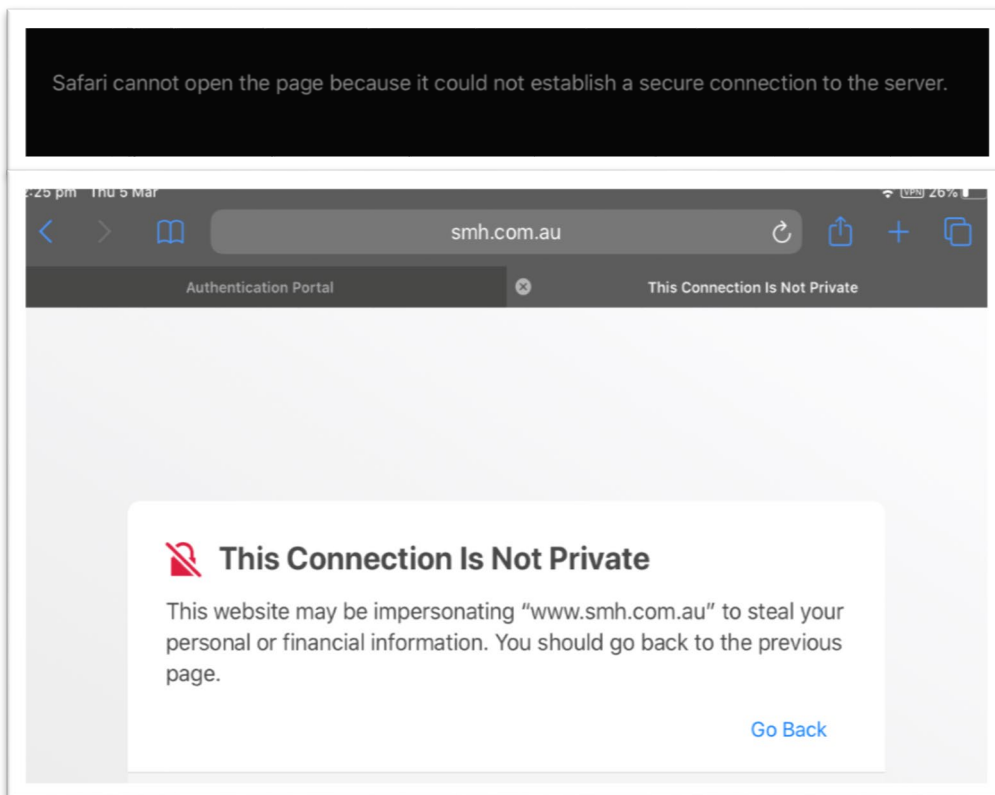 Safari cannot open the page because it could not establish a secure connection to the server.
:25 pm Thu 5 Mar VPN 26%
smh.com.au
Authentication Portal This Connection Is Not Private
This Connection Is Not Private
This website may be impersonating “www.smh.com.au” to steal your
personal or financial information. You should go back to the previous
page.
Go Back